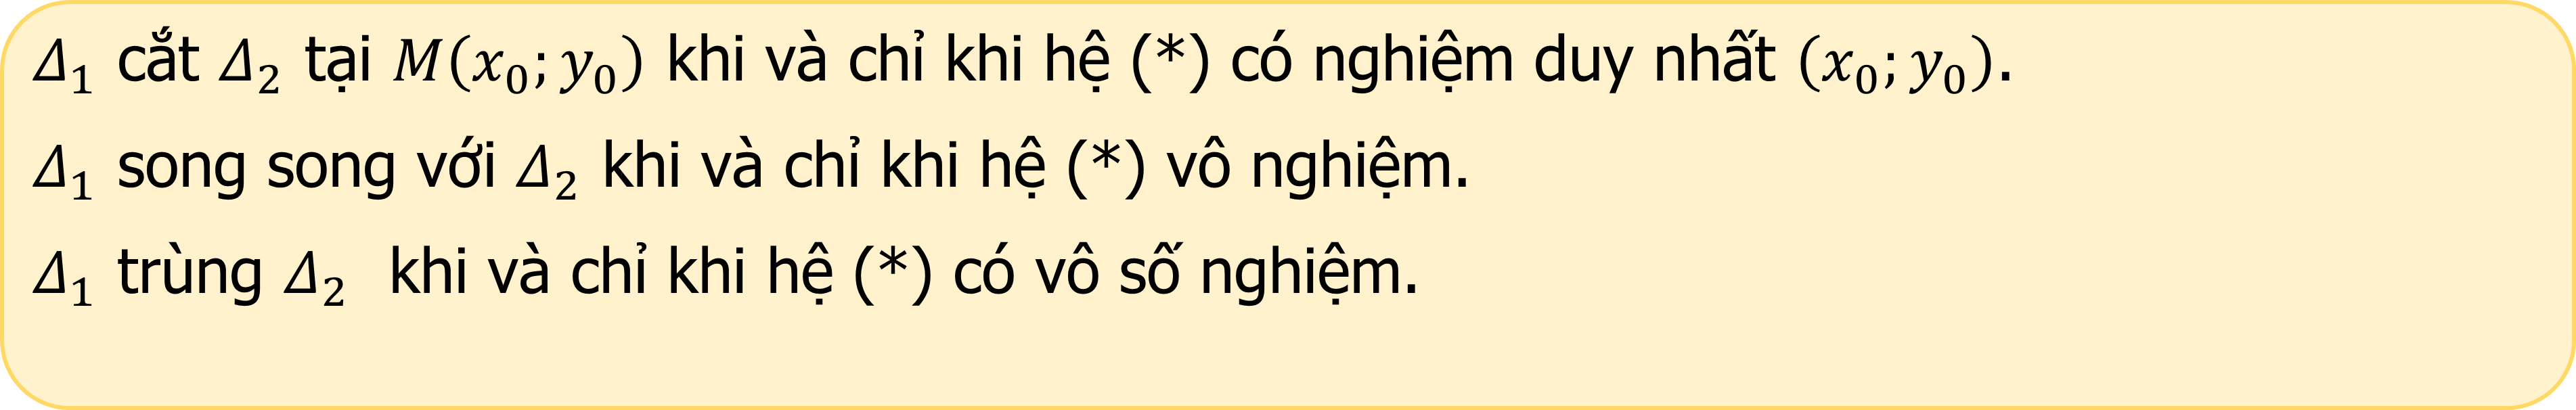 𝛥₁ cắt 𝛥₂ tại 𝑀(𝑥₀; 𝑦₀) khi và chỉ khi hệ (*) có nghiệm duy nhất (𝑥₀; 𝑦₀).
𝛥₁ song song với 𝛥₂ khi và chỉ khi hệ (*) vô nghiệm.
𝛥₁ trùng 𝛥₂ khi và chỉ khi hệ (*) có vô số nghiệm.